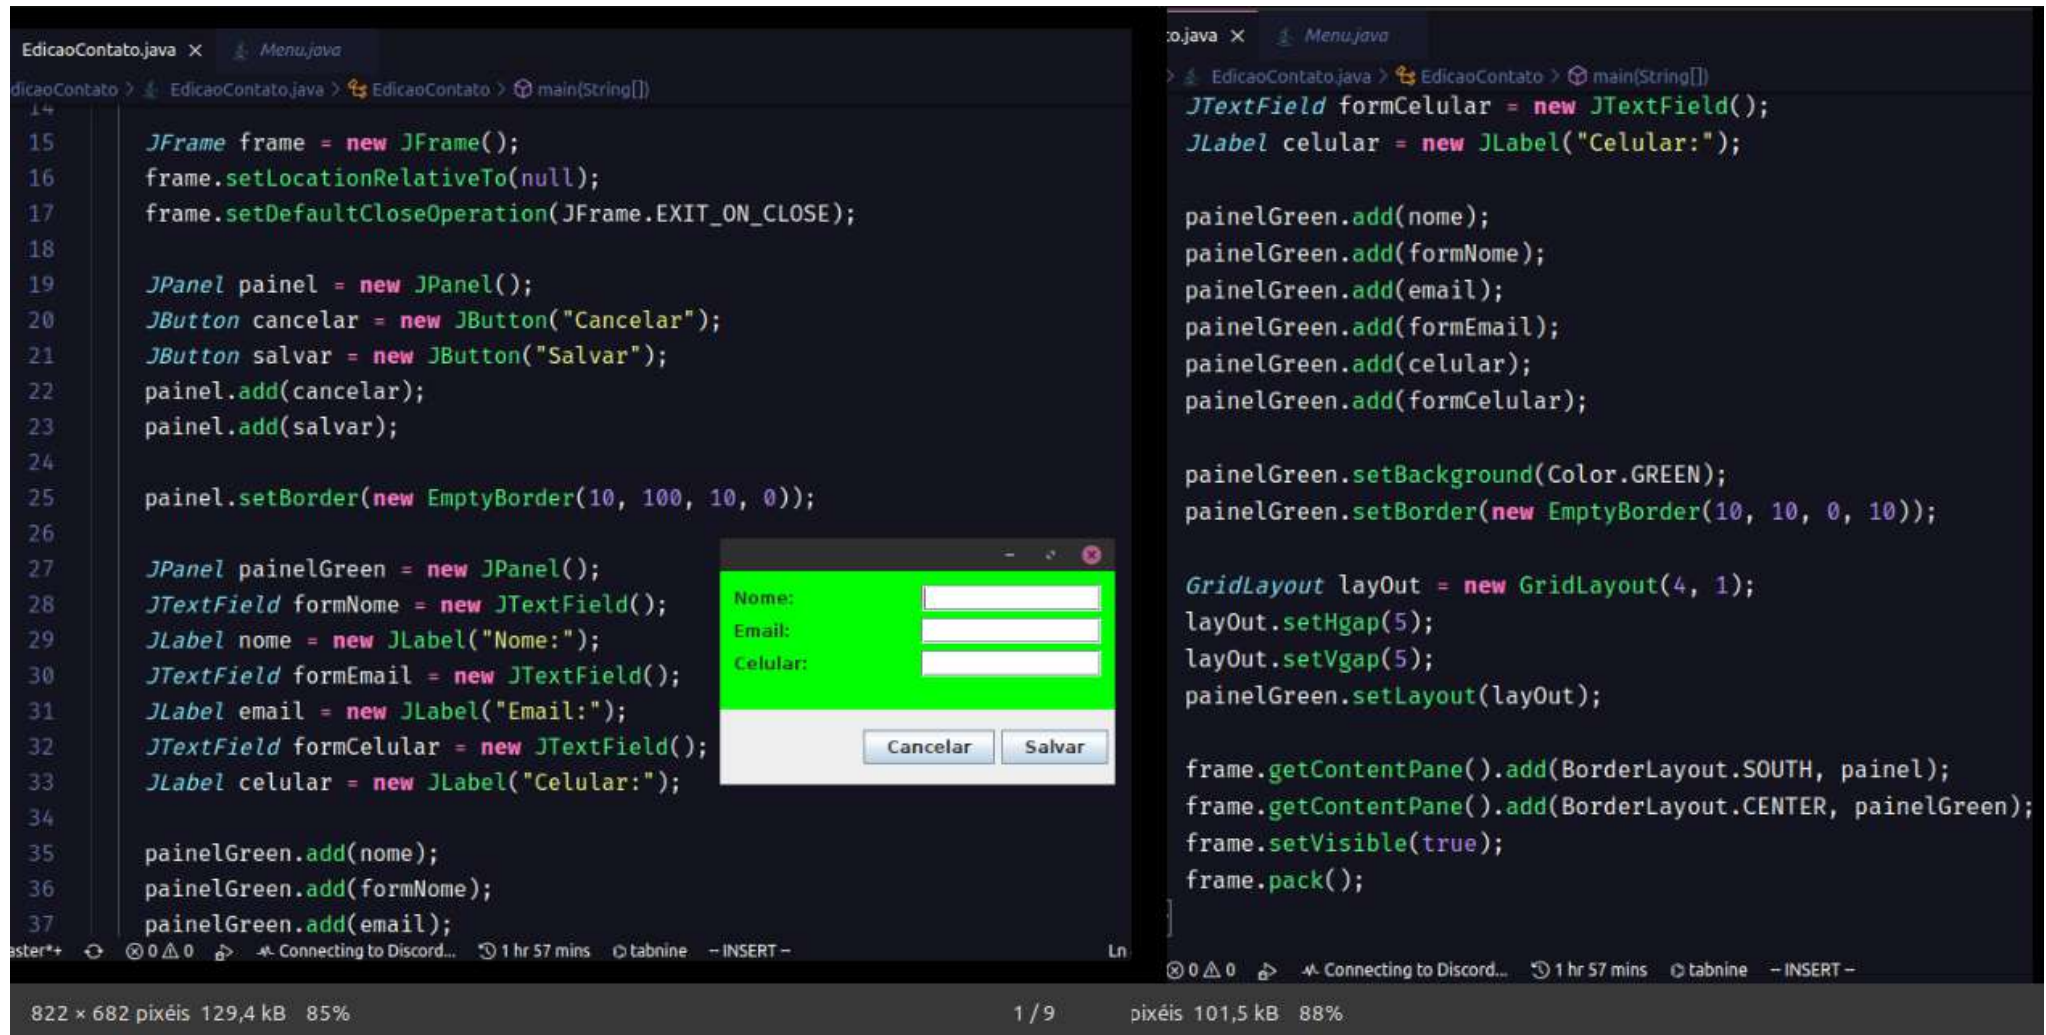 EdicaoContato.java × Menu.java
dicaoContato > EdicaoContato.java > EdicaoContato > main(String[])
14
15 JFrame frame = new JFrame();
16 frame.setLocationRelativeTo(null);
17 frame.setDefaultCloseOperation(JFrame.EXIT_ON_CLOSE);
18
19 JPanel painel = new JPanel();
20 JButton cancelar = new JButton("Cancelar");
21 JButton salvar = new JButton("Salvar");
22 painel.add(cancelar);
23 painel.add(salvar);
24
25 painel.setBorder(new EmptyBorder(10, 100, 10, 0));
26
27 JPanel painelGreen = new JPanel();
28 JTextField formNome = new JTextField();
29 JLabel nome = new JLabel("Nome:");
30 JTextField formEmail = new JTextField();
31 JLabel email = new JLabel("Email:");
32 JTextField formCelular = new JTextField();
33 JLabel celular = new JLabel("Celular:");
34
35 painelGreen.add(nome);
36 painelGreen.add(formNome);
37 painelGreen.add(email);
Nome:
Email:
Celular:
Cancelar Salvar
aster*+ 0 0 Connecting to Discord... 1 hr 57 mins tabnine -- INSERT -- Ln
822 × 682 pixéis 129,4 kB 85% 1 / 9
to.java × Menu.java
> EdicaoContato.java > EdicaoContato > main(String[])
JTextField formCelular = new JTextField();
JLabel celular = new JLabel("Celular:");
painelGreen.add(nome);
painelGreen.add(formNome);
painelGreen.add(email);
painelGreen.add(formEmail);
painelGreen.add(celular);
painelGreen.add(formCelular);
painelGreen.setBackground(Color.GREEN);
painelGreen.setBorder(new EmptyBorder(10, 10, 0, 10));
GridLayout layOut = new GridLayout(4, 1);
layOut.setHgap(5);
layOut.setVgap(5);
painelGreen.setLayout(layOut);
frame.getContentPane().add(BorderLayout.SOUTH, painel);
frame.getContentPane().add(BorderLayout.CENTER, painelGreen);
frame.setVisible(true);
frame.pack();
0 0 Connecting to Discord... 1 hr 57 mins tabnine -- INSERT --
pixéis 101,5 kB 88%